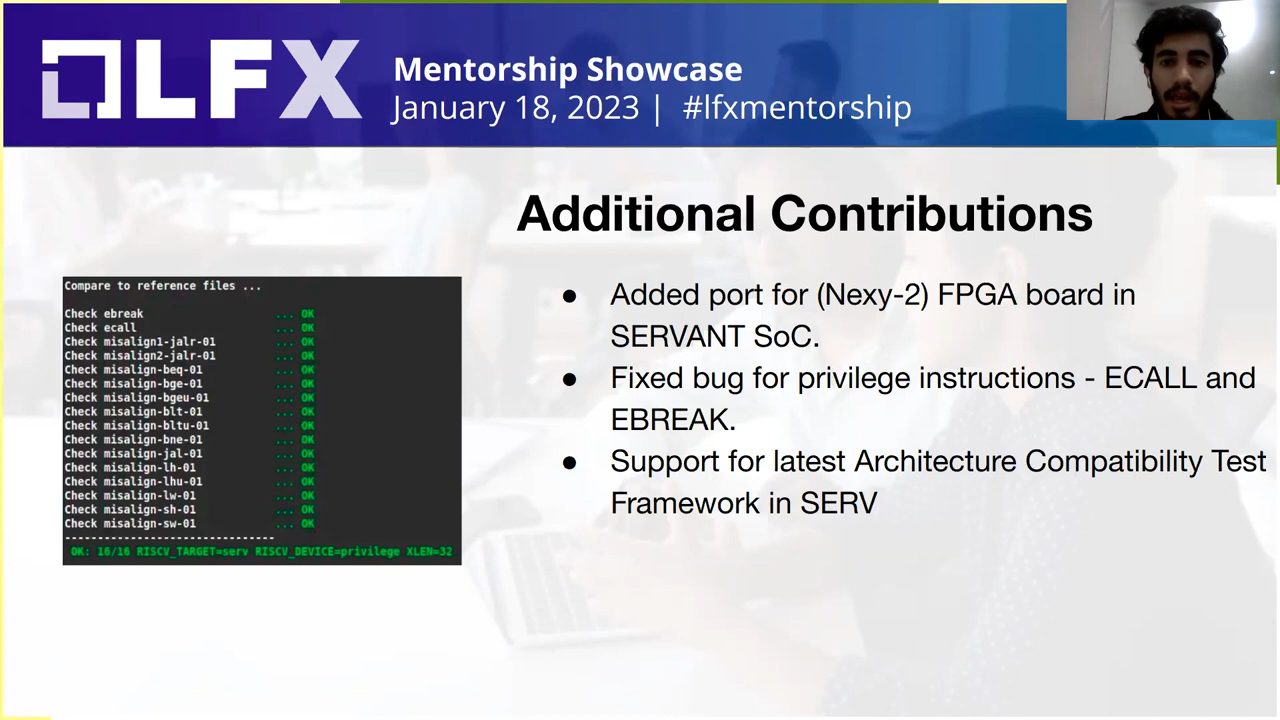 LFX
Mentorship Showcase
January 18, 2023 | #lfxmentorship
Additional Contributions
Compare to reference files ...
Check ebreak ... OK
Check ecall ... OK
Check misalign1-jalr-01 ... OK
Check misalign2-jalr-01 ... OK
Check misalign-beq-01 ... OK
Check misalign-bge-01 ... OK
Check misalign-bgeu-01 ... OK
Check misalign-blt-01 ... OK
Check misalign-bltu-01 ... OK
Check misalign-bne-01 ... OK
Check misalign-jal-01 ... OK
Check misalign-lh-01 ... OK
Check misalign-lhu-01 ... OK
Check misalign-lw-01 ... OK
Check misalign-sh-01 ... OK
Check misalign-sw-01 ... OK
--------------------------------
OK: 16/16 RISCV_TARGET=serv RISCV_DEVICE=privilege XLEN=32
● Added port for (Nexy-2) FPGA board in
SERVANT SoC.
● Fixed bug for privilege instructions - ECALL and
EBREAK.
● Support for latest Architecture Compatibility Test
Framework in SERV